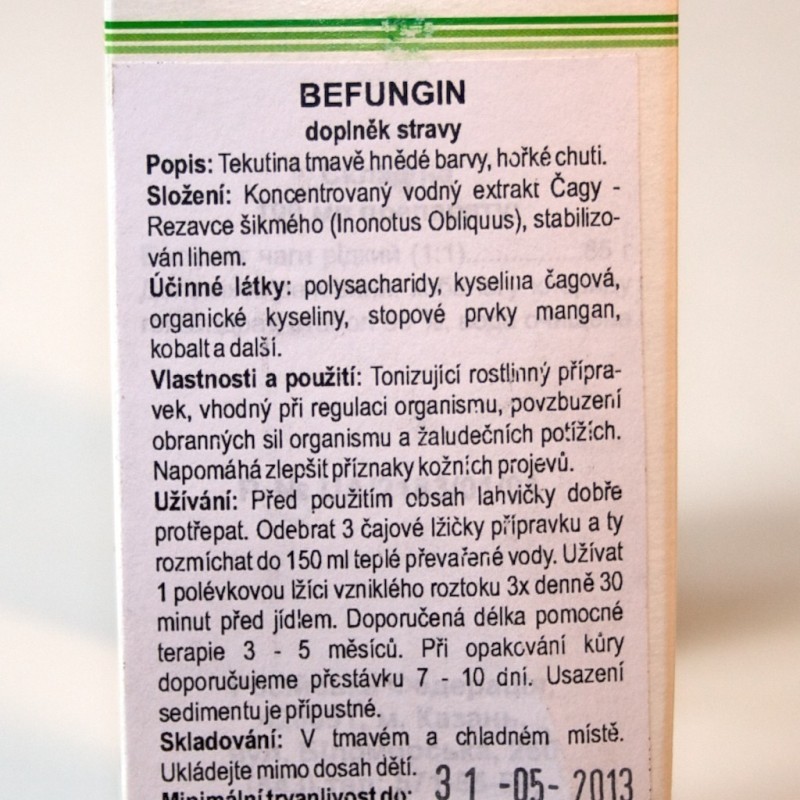 BEFUNGIN
doplněk stravy
Popis: Tekutina tmavě hnědé barvy, hořké chuti.
Složení: Koncentrovaný vodný extrakt Čagy -
Rezavce šikmého (Inonotus Obliquus), stabilizo-
ván lihem.
Účinné látky: polysacharidy, kyselina čagová,
organické kyseliny, stopové prvky mangan,
kobalt a další.
Vlastnosti a použití: Tonizující rostlinný přípra-
vek, vhodný při regulaci organismu, povzbuzení
obranných sil organismu a žaludečních potížích.
Napomáhá zlepšit příznaky kožních projevů.
Užívání: Před použitím obsah lahvičky dobře
protřepat. Odebrat 3 čajové lžičky přípravku a ty
rozmíchat do 150 ml teplé převařené vody. Užívat
1 polévkovou lžíci vzniklého roztoku 3x denně 30
minut před jídlem. Doporučená délka pomocné
terapie 3 - 5 měsíců. Při opakování kúry
doporučujeme přestávku 7 - 10 dní. Usazení
sedimentu je přípustné.
Skladování: V tmavém a chladném místě.
Ukládejte mimo dosah dětí.
Minimální trvanlivost do: 31-05-2013